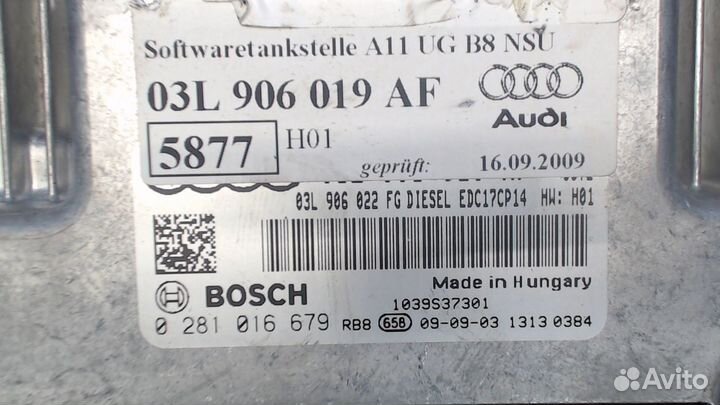 Softwaretankstelle A11 UG B8 NSU
03L 906 019 AF
Audi
5877 H01
geprüft: 16.09.2009
03L 906 022 FG DIESEL EDC17CP14 HW: H01
Made in Hungary
BOSCH
1039S37301
0 281 016 679 RB8 658 09-09-03 1313 0384
Avito